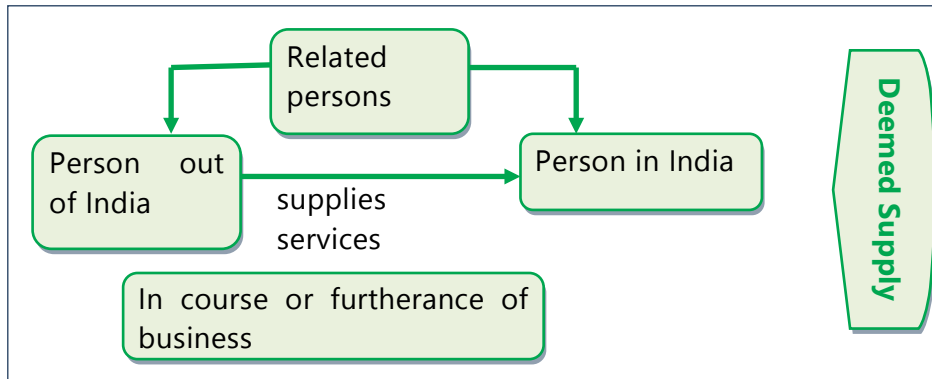 Related
persons
Person out
of India
Person in India
supplies
services
In course or furtherance of
business
Deemed Supply